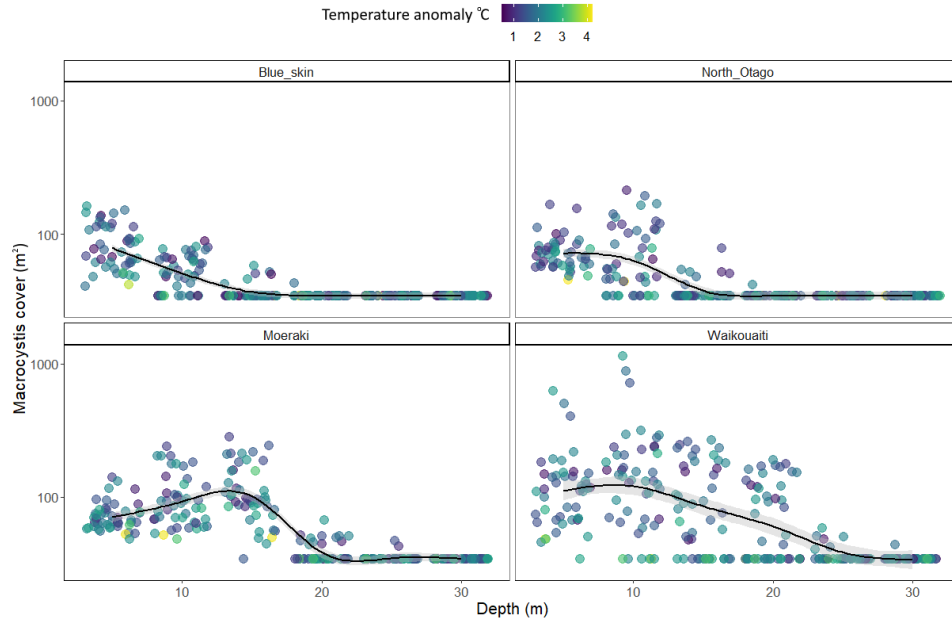 Temperature anomaly ℃
1 2 3 4
Blue_skin North_Otago
1000
100
Moeraki Waikouaiti
1000
100
Macrocystis cover (m²)
10 20 30 10 20 30
Depth (m)